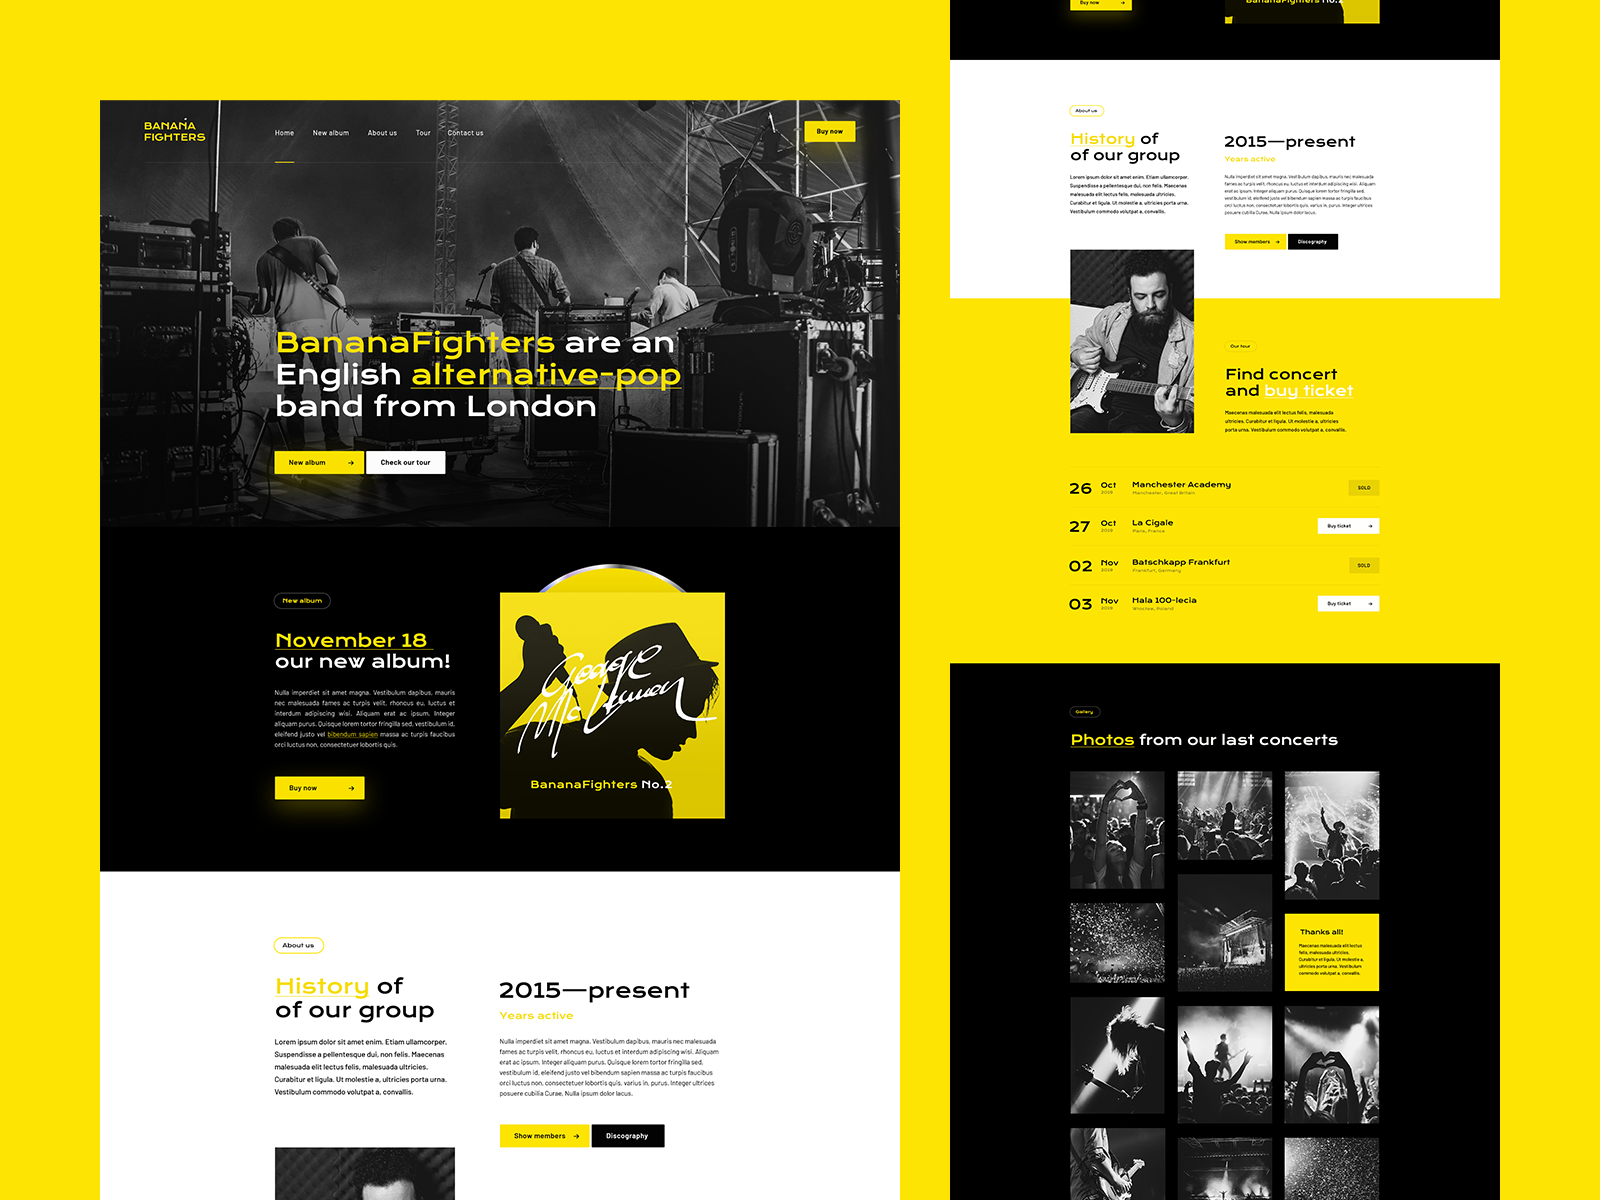 BANANA
FIGHTERS
Home
New album
About us
Tour
Contact us
Buy now
BananaFighters are an
English alternative-pop
band from London
New album →
Check our tour
New album
November 18
our new album!
Nulla imperdiet sit amet magna. Vestibulum dapibus, mauris
nec malesuada fames ac turpis velit, rhoncus eu, luctus et
interdum adipiscing wisi. Aliquam erat ac ipsum. Integer
aliquam purus. Quisque lorem tortor fringilla sed, vestibulum id,
eleifend justo vel bibendum sapien massa ac turpis faucibus
orci luctus non, consectetuer lobortis quis.
Buy now →
George
BananaFighters No.2
About us
History of
of our group
Lorem ipsum dolor sit amet enim. Etiam ullamcorper.
Suspendisse a pellentesque dui, non felis. Maecenas
malesuada elit lectus felis, malesuada ultricies.
Curabitur et ligula. Ut molestie a, ultricies porta urna.
Vestibulum commodo volutpat a, convallis.
2015—present
Years active
Nulla imperdiet sit amet magna. Vestibulum dapibus, mauris nec malesuada
fames ac turpis velit, rhoncus eu, luctus et interdum adipiscing wisi. Aliquam
erat ac ipsum. Integer aliquam purus. Quisque lorem tortor fringilla sed,
vestibulum id, eleifend justo vel bibendum sapien massa ac turpis faucibus
orci luctus non, consectetuer lobortis quis, varius in, purus. Integer ultrices
posuere cubilia Curae, Nulla ipsum dolor lacus.
Show members →
Discography
Buy now →
BananaFighters No.2
About us
History of
of our group
Lorem ipsum dolor sit amet enim. Etiam ullamcorper.
Suspendisse a pellentesque dui, non felis. Maecenas
malesuada elit lectus felis, malesuada ultricies.
Curabitur et ligula. Ut molestie a, ultricies porta urna.
Vestibulum commodo volutpat a, convallis.
2015—present
Years active
Nulla imperdiet sit amet magna. Vestibulum dapibus, mauris nec malesuada
fames ac turpis velit, rhoncus eu, luctus et interdum adipiscing wisi. Aliquam
erat ac ipsum. Integer aliquam purus. Quisque lorem tortor fringilla sed,
vestibulum id, eleifend justo vel bibendum sapien massa ac turpis faucibus
orci luctus non, consectetuer lobortis quis, varius in, purus. Integer ultrices
posuere cubilia Curae, Nulla ipsum dolor lacus.
Show members →
Discography
Our tour
Find concert
and buy ticket
Maecenas malesuada elit lectus felis, malesuada
ultricies. Curabitur et ligula. Ut molestie a, ultricies
porta urna. Vestibulum commodo volutpat a, convallis.
26 Oct 2019 Manchester Academy SOLD
Manchester, Great Britain
27 Oct 2019 La Cigale Buy ticket →
Paris, France
02 Nov 2019 Batschkapp Frankfurt SOLD
Frankfurt, Germany
03 Nov 2019 Hala 100-lecia Buy ticket →
Wrocław, Poland
Gallery
Photos from our last concerts
Thanks all!
Maecenas malesuada elit lectus
felis, malesuada ultricies.
Curabitur et ligula. Ut molestie a,
ultricies porta urna. Vestibulum
commodo volutpat a, convallis.